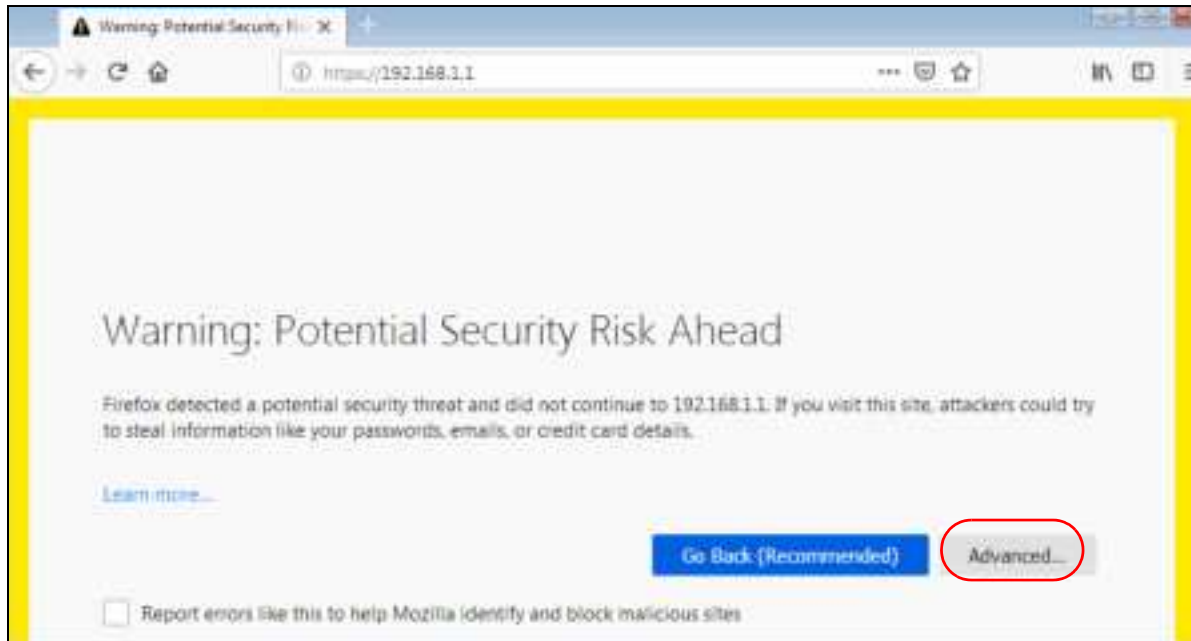 Warning: Potential Security Ri
https://192.168.1.1
Warning: Potential Security Risk Ahead
Firefox detected a potential security threat and did not continue to 192.168.1.1. If you visit this site, attackers could try
to steal information like your passwords, emails, or credit card details.
Learn more...
Go Back (Recommended)
Advanced...
Report errors like this to help Mozilla identify and block malicious sites